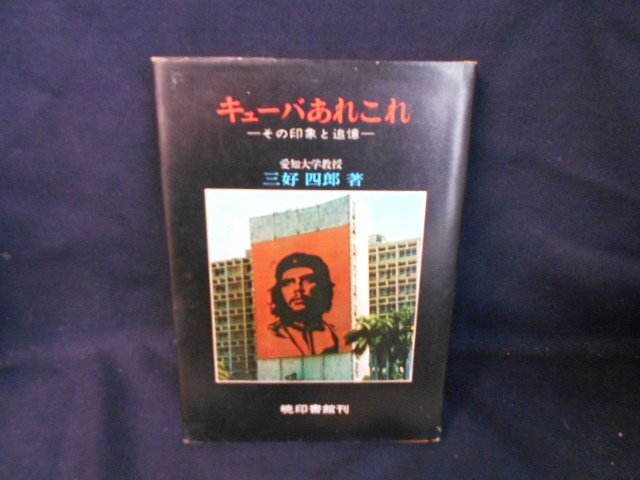 キューバあれこれ
―その印象と追憶―
愛知大学教授
三好四郎 著
暁印書館刊